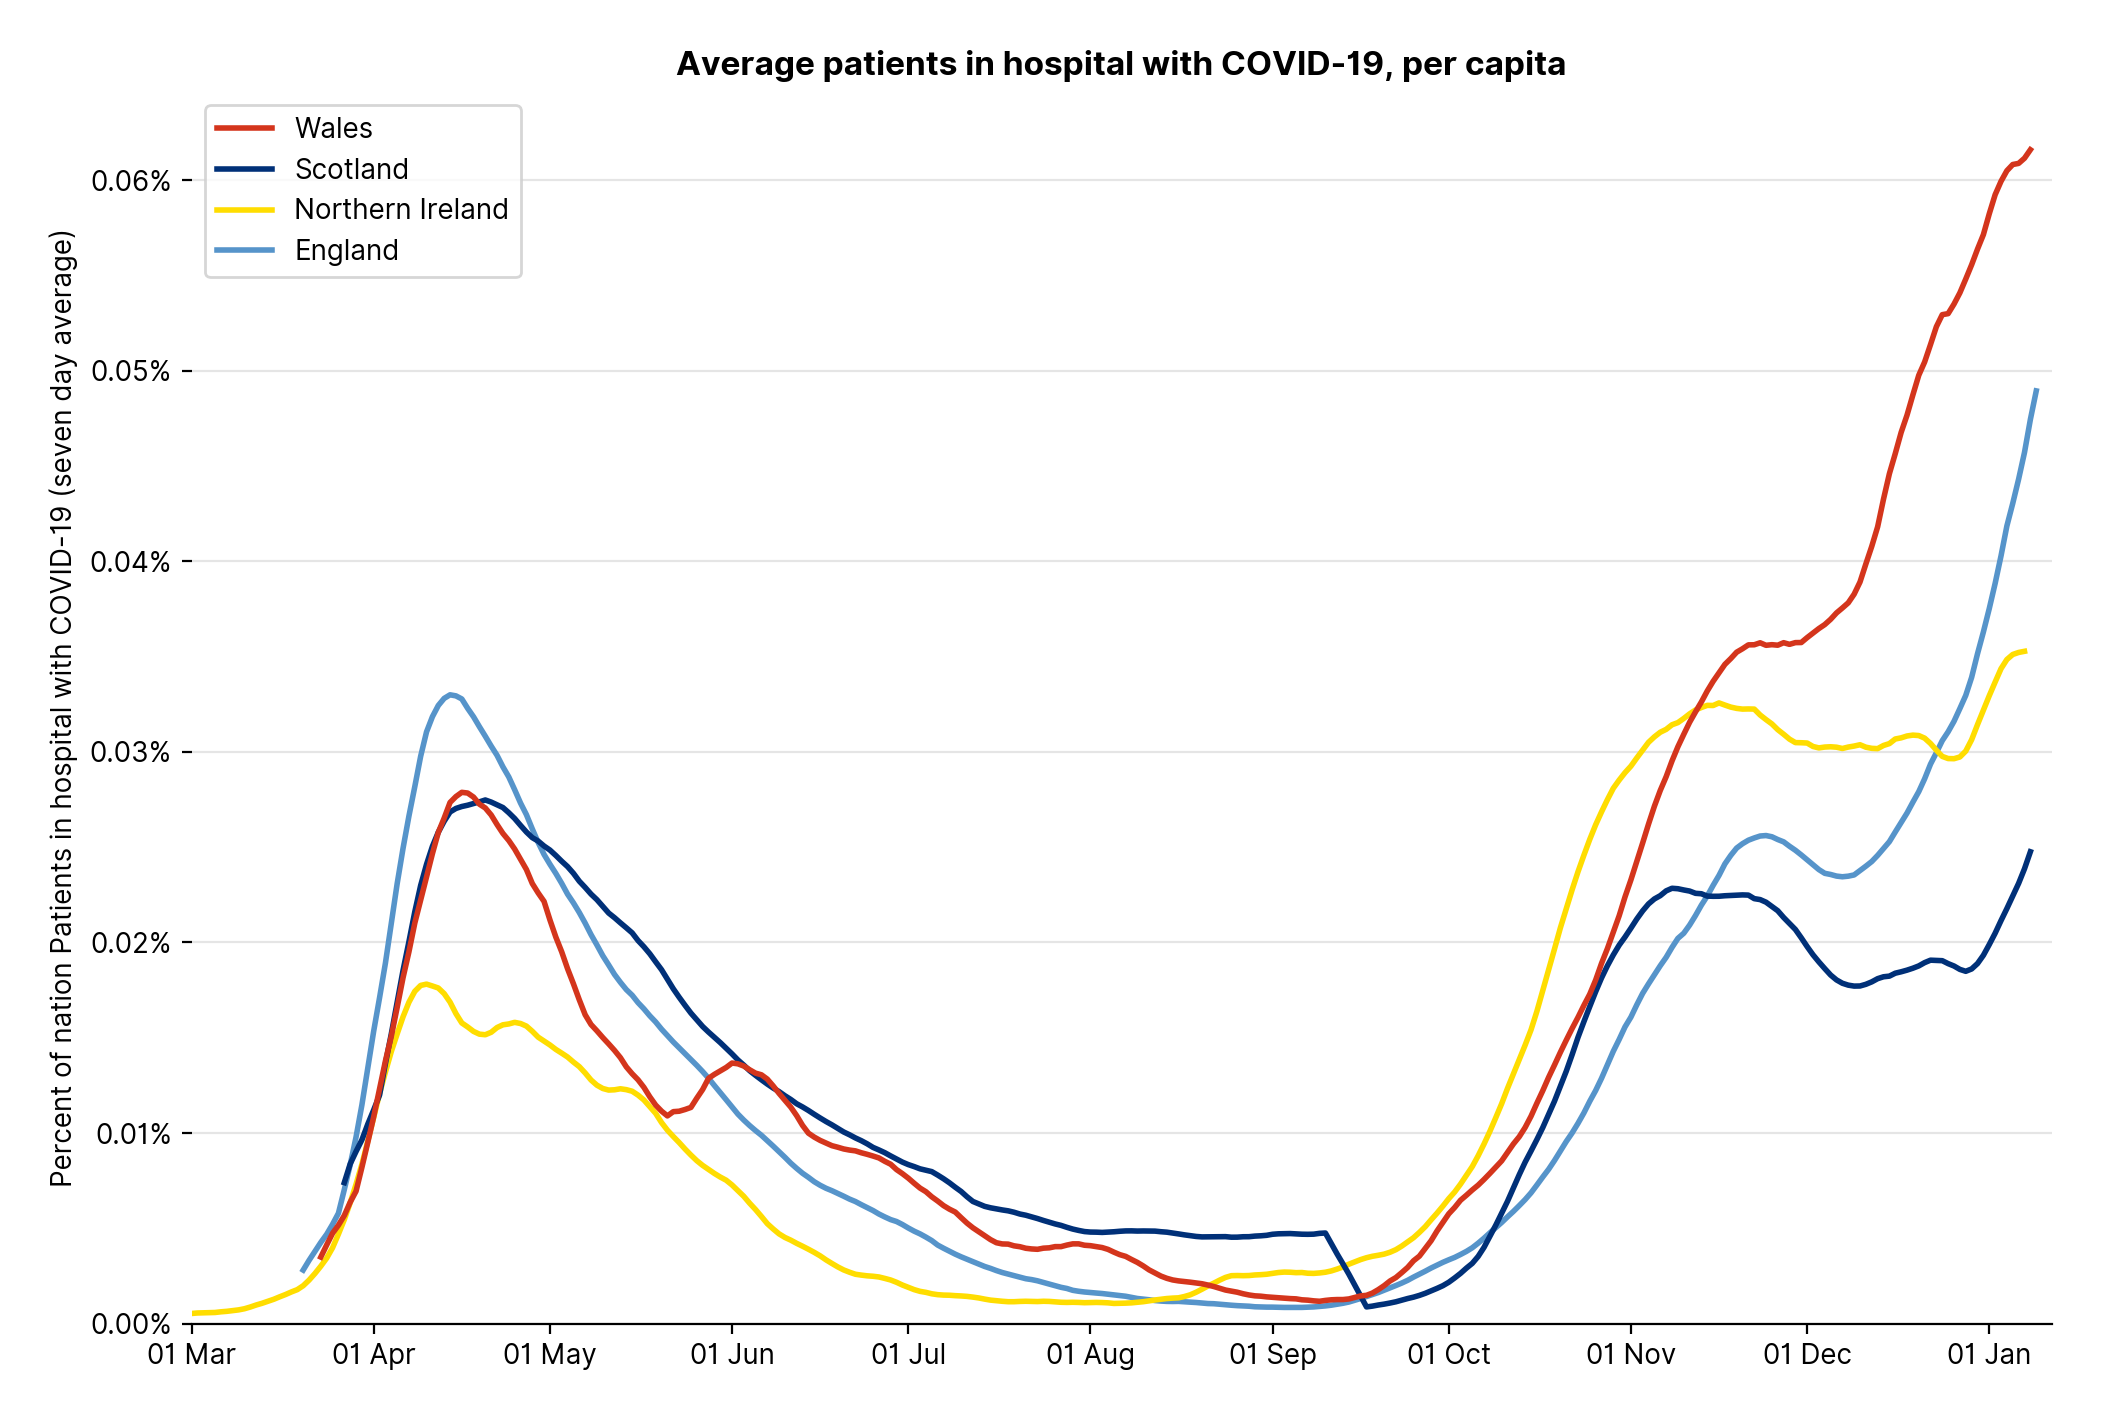 Average patients in hospital with COVID-19, per capita
Wales
Scotland
Northern Ireland
England
Percent of nation Patients in hospital with COVID-19 (seven day average)
0.06%
0.05%
0.04%
0.03%
0.02%
0.01%
0.00%
01 Mar
01 Apr
01 May
01 Jun
01 Jul
01 Aug
01 Sep
01 Oct
01 Nov
01 Dec
01 Jan